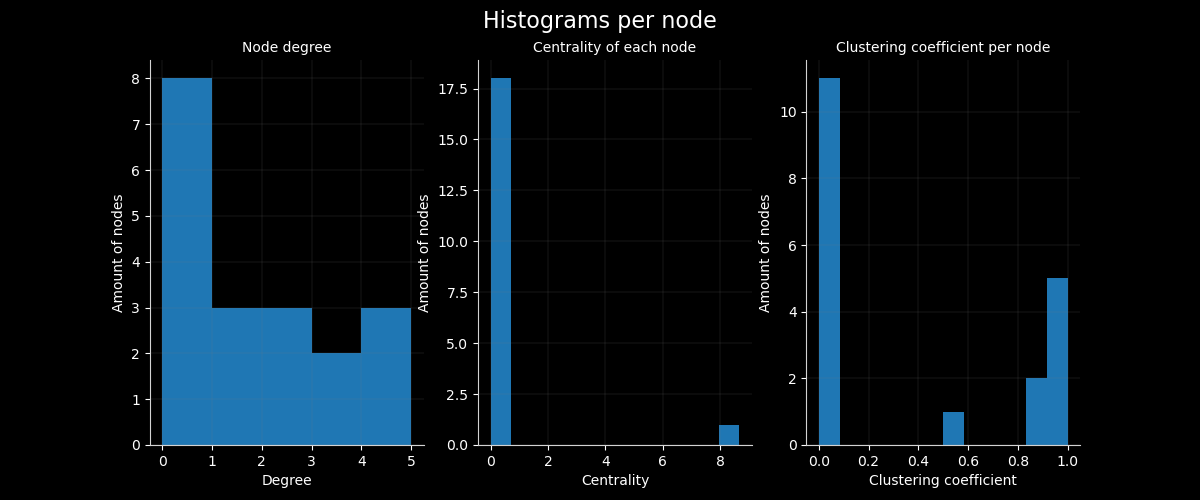 Histograms per node
Node degree
Amount of nodes
8
7
6
5
4
3
2
1
0
0 1 2 3 4 5
Degree
Centrality of each node
Amount of nodes
17.5
15.0
12.5
10.0
7.5
5.0
2.5
0.0
0 2 4 6 8
Centrality
Clustering coefficient per node
Amount of nodes
10
8
6
4
2
0
0.0 0.2 0.4 0.6 0.8 1.0
Clustering coefficient